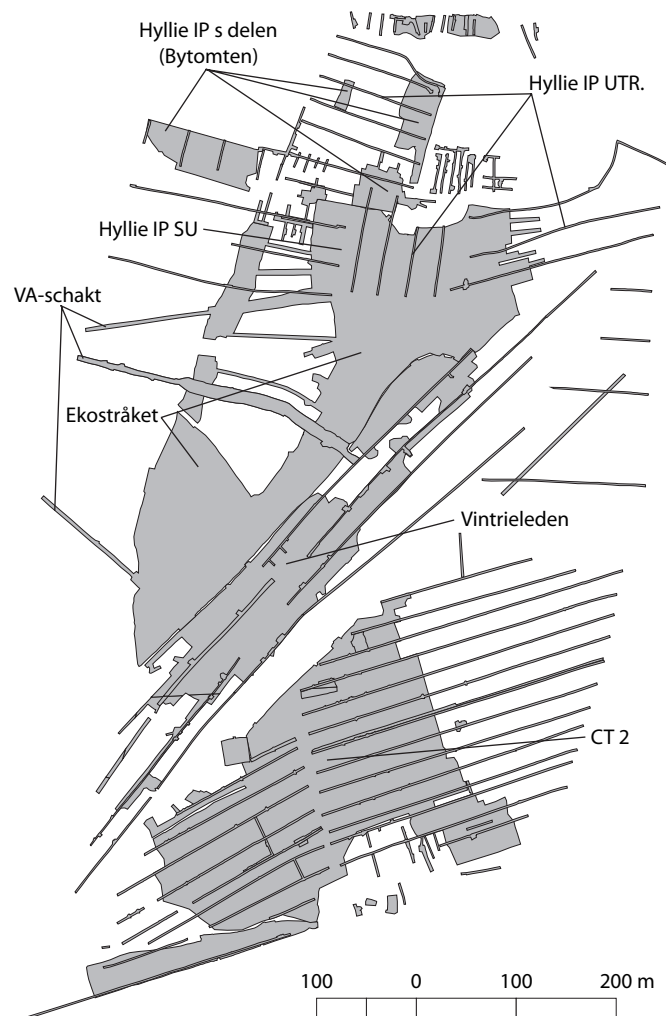 Hyllie IP s delen
(Bytomten)
Hyllie IP UTR.
Hyllie IP SU
VA-schakt
Ekostråket
Vintrieleden
CT 2
100 0 100 200 m